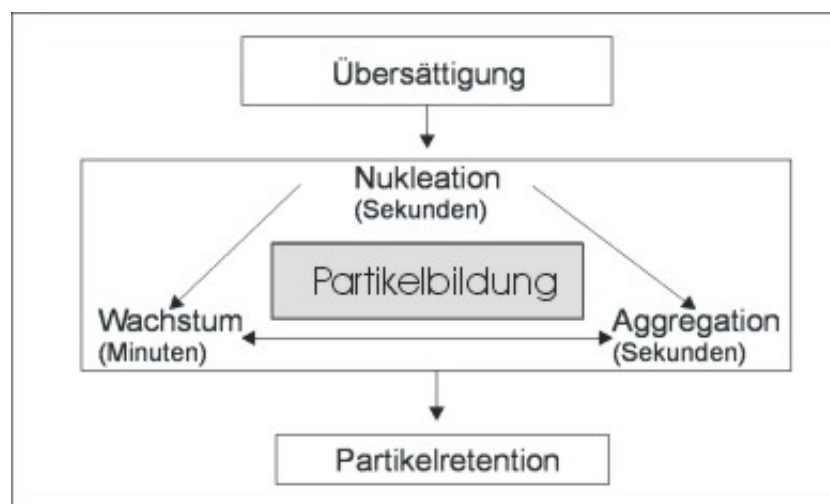 Übersättigung
Nukleation
(Sekunden)
Partikelbildung
Wachstum
(Minuten)
Aggregation
(Sekunden)
Partikelretention